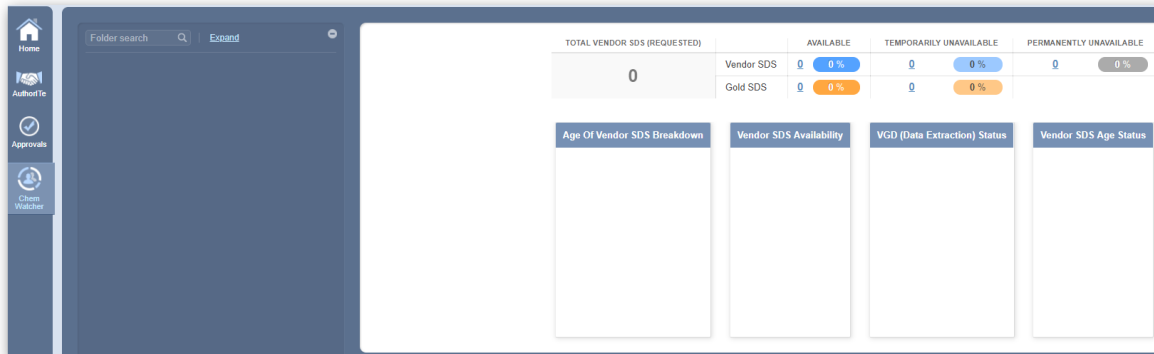 Home
AuthorITe
Approvals
Chem
Watcher
Folder search
Expand
TOTAL VENDOR SDS (REQUESTED) AVAILABLE TEMPORARILY UNAVAILABLE PERMANENTLY UNAVAILABLE
0
Vendor SDS 0 0 % 0 0 % 0 0 %
Gold SDS 0 0 % 0 0 %
Age Of Vendor SDS Breakdown
Vendor SDS Availability
VGD (Data Extraction) Status
Vendor SDS Age Status